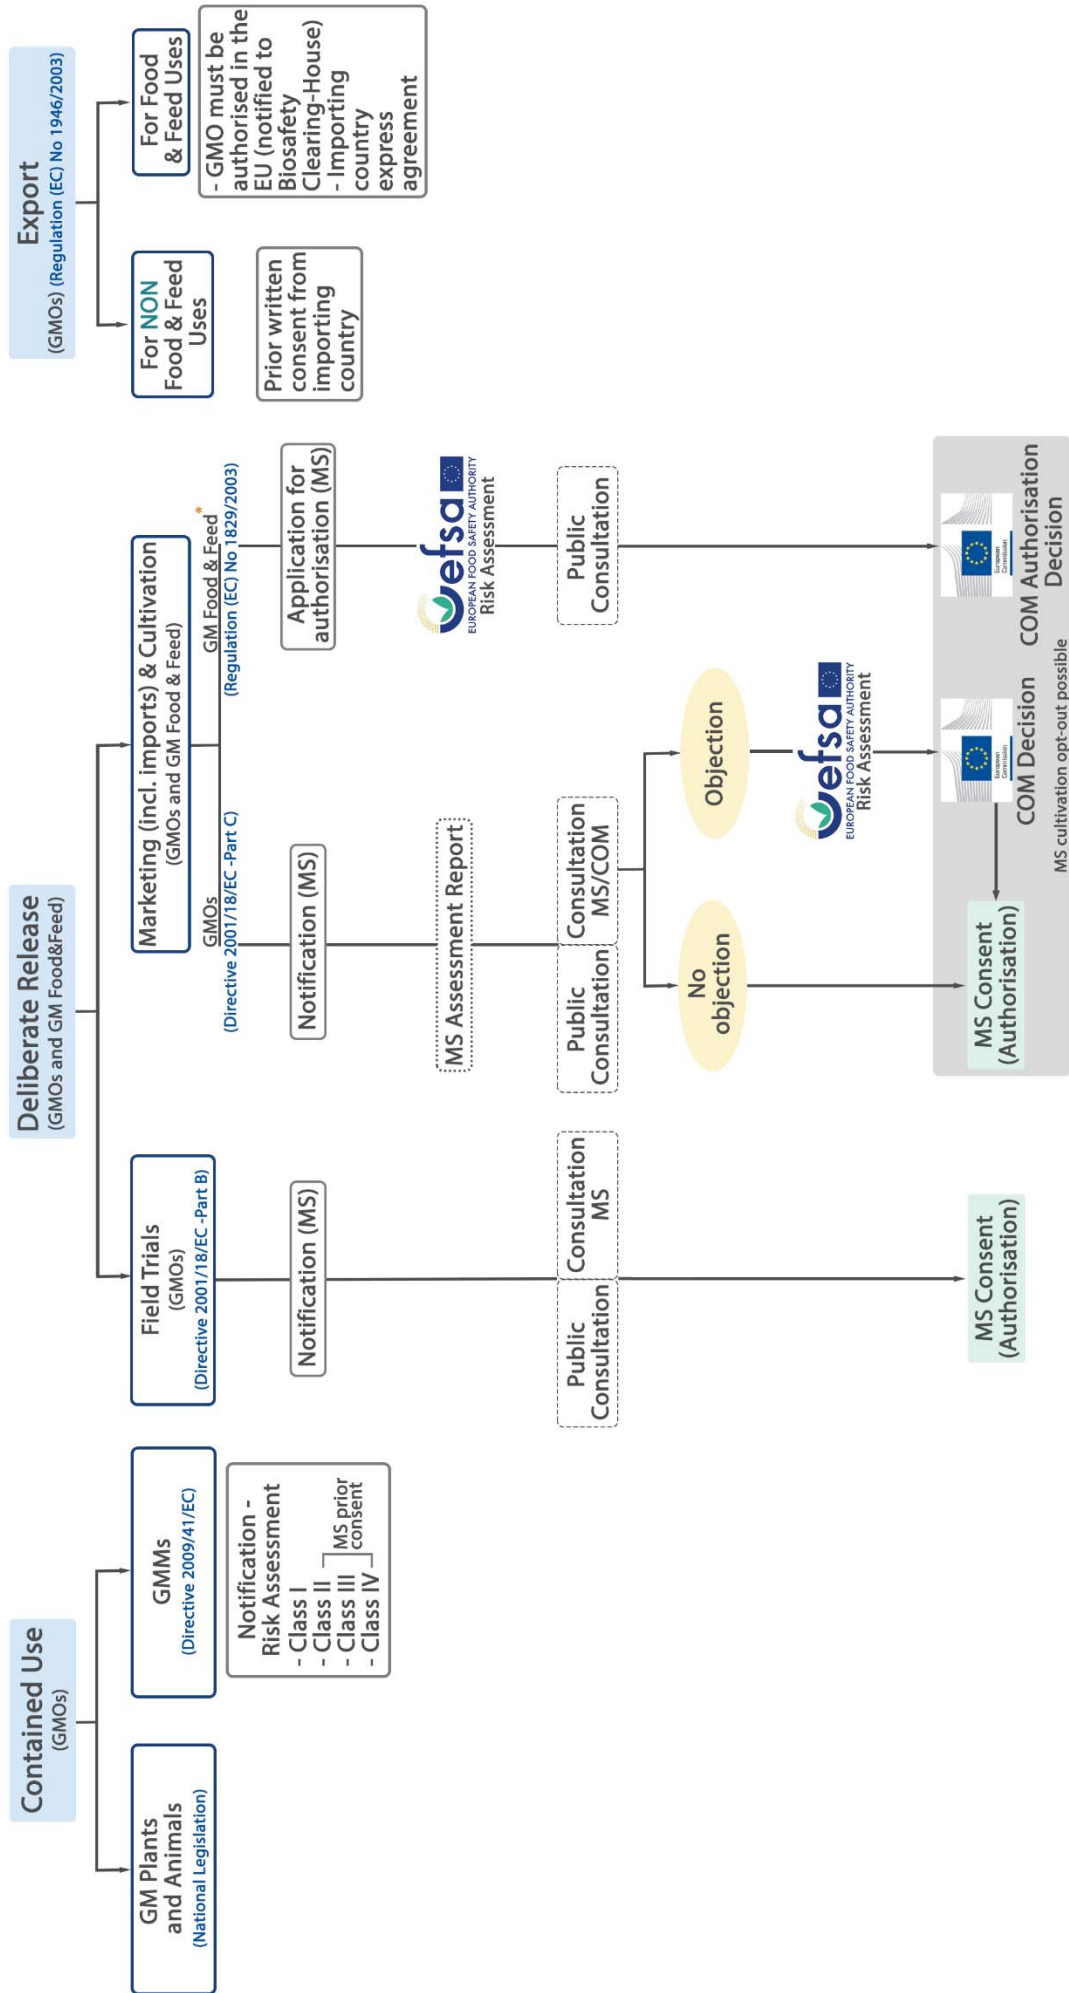 Contained Use
(GMOs)
GM Plants
and Animals
(National Legislation)
GMMs
(Directive 2009/41/EC)
Notification -
Risk Assessment
- Class I
- Class II
- Class III
- Class IV
MS prior
consent
Deliberate Release
(GMOs and GM Food&Feed)
Field Trials
(GMOs)
(Directive 2001/18/EC -Part B)
Notification (MS)
Public
Consultation
Consultation
MS
MS Consent
(Authorisation)
Marketing (incl. imports) & Cultivation
(GMOs and GM Food & Feed)
GMOs
(Directive 2001/18/EC -Part C)
Notification (MS)
MS Assessment Report
Public
Consultation
Consultation
MS/COM
No
objection
Objection
efsa
EUROPEAN FOOD SAFETY AUTHORITY
Risk Assessment
MS Consent
(Authorisation)
European
Commission
COM Decision
GM Food & Feed *
(Regulation (EC) No 1829/2003)
Application for
authorisation (MS)
efsa
EUROPEAN FOOD SAFETY AUTHORITY
Risk Assessment
Public
Consultation
European
Commission
COM Authorisation
Decision
MS cultivation opt-out possible
Export
(GMOs) (Regulation (EC) No 1946/2003)
For NON
Food & Feed
Uses
Prior written
consent from
importing
country
For Food
& Feed Uses
- GMO must be
authorised in the
EU (notified to
Biosafety
Clearing-House)
- Importing
country
express
agreement